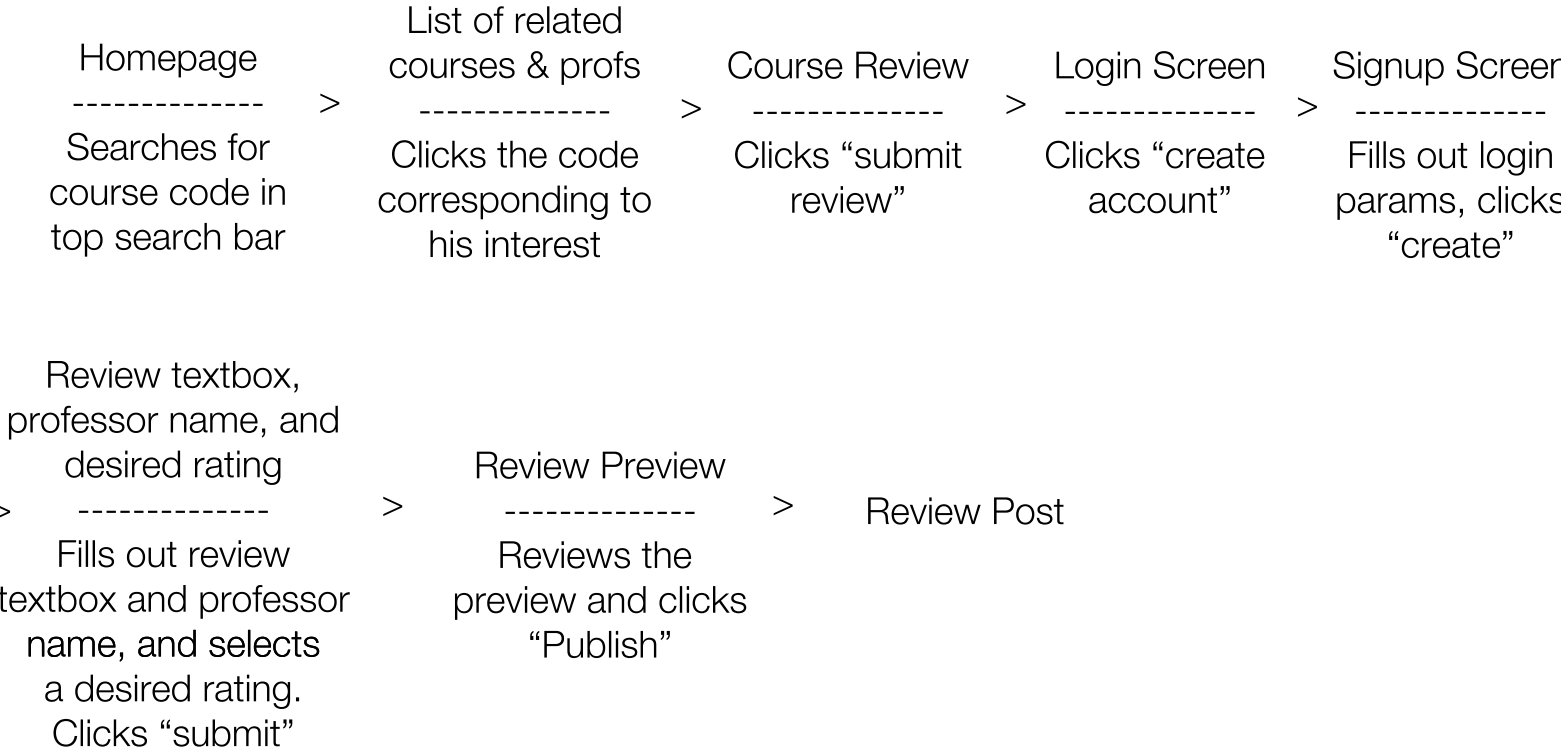 Homepage
--------------
Searches for
course code in
top search bar
>
List of related
courses & profs
--------------
Clicks the code
corresponding to
his interest
>
Course Review
--------------
Clicks “submit
review”
>
Login Screen
--------------
Clicks “create
account”
>
Signup Screen
--------------
Fills out login
params, clicks
“create”
>
Review textbox,
professor name, and
desired rating
--------------
Fills out review
textbox and professor
name, and selects
a desired rating.
Clicks “submit”
>
Review Preview
--------------
Reviews the
preview and clicks
“Publish”
>
Review Post